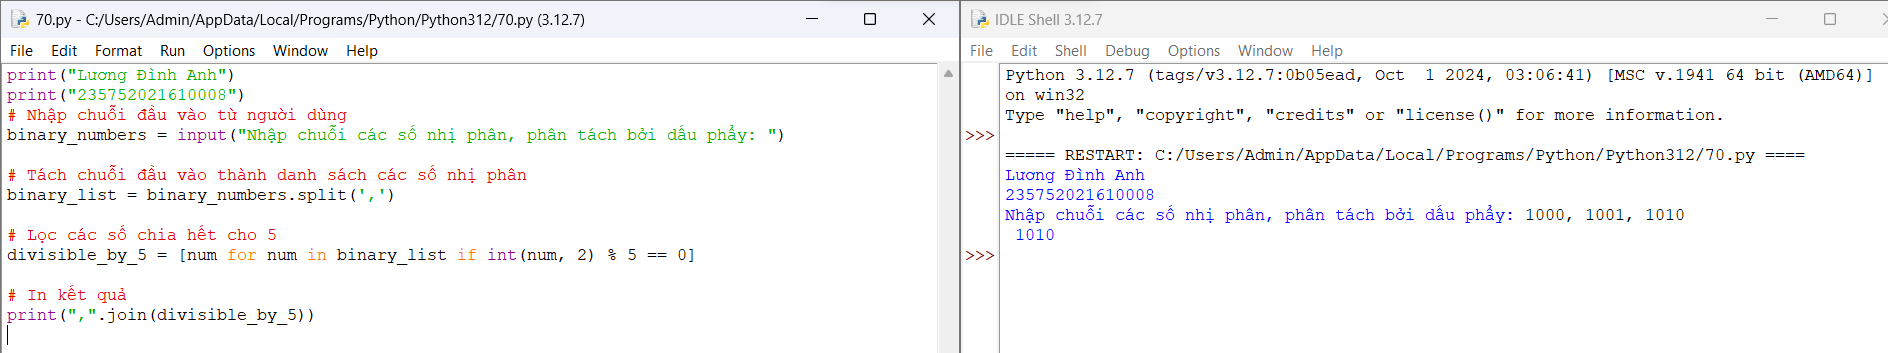 70.py - C:/Users/Admin/AppData/Local/Programs/Python/Python312/70.py (3.12.7)
File Edit Format Run Options Window Help
print("Lương Đình Anh")
print("235752021610008")
# Nhập chuỗi đầu vào từ người dùng
binary_numbers = input("Nhập chuỗi các số nhị phân, phân tách bởi dấu phẩy: ")
# Tách chuỗi đầu vào thành danh sách các số nhị phân
binary_list = binary_numbers.split(',')
# Lọc các số chia hết cho 5
divisible_by_5 = [num for num in binary_list if int(num, 2) % 5 == 0]
# In kết quả
print(",".join(divisible_by_5))
IDLE Shell 3.12.7
File Edit Shell Debug Options Window Help
Python 3.12.7 (tags/v3.12.7:0b05ead, Oct  1 2024, 03:06:41) [MSC v.1941 64 bit (AMD64)]
on win32
Type "help", "copyright", "credits" or "license()" for more information.
>>>
===== RESTART: C:/Users/Admin/AppData/Local/Programs/Python/Python312/70.py ====
Lương Đình Anh
235752021610008
Nhập chuỗi các số nhị phân, phân tách bởi dấu phẩy: 1000, 1001, 1010
 1010
>>>